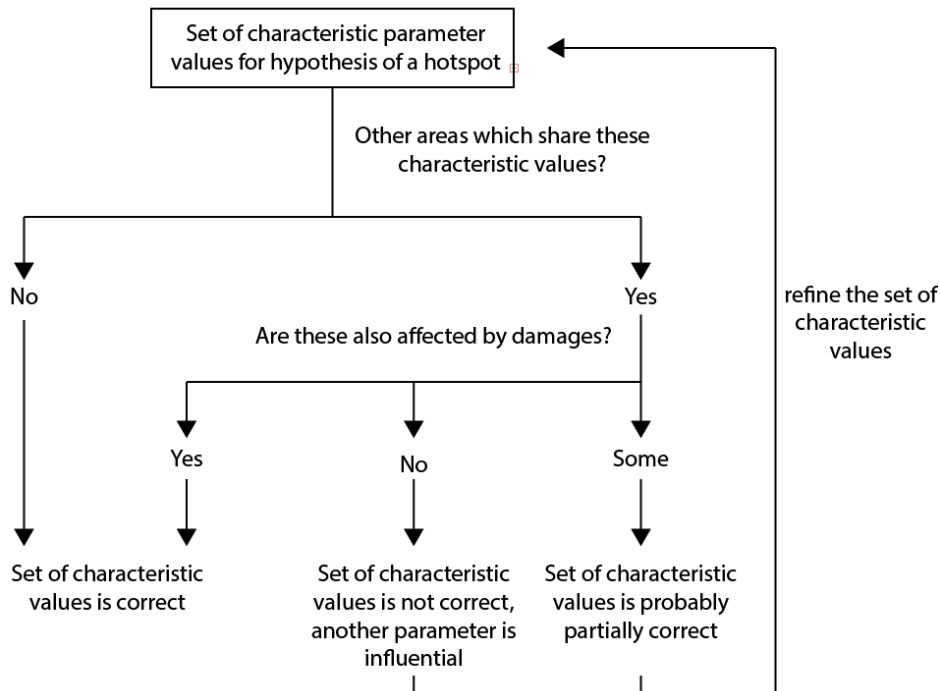 Set of characteristic parameter
values for hypothesis of a hotspot
Other areas which share these
characteristic values?
No
Yes
refine the set of
characteristic
values
Are these also affected by damages?
Yes
No
Some
Set of characteristic
values is correct
Set of characteristic
values is not correct,
another parameter is
influential
Set of characteristic
values is probably
partially correct